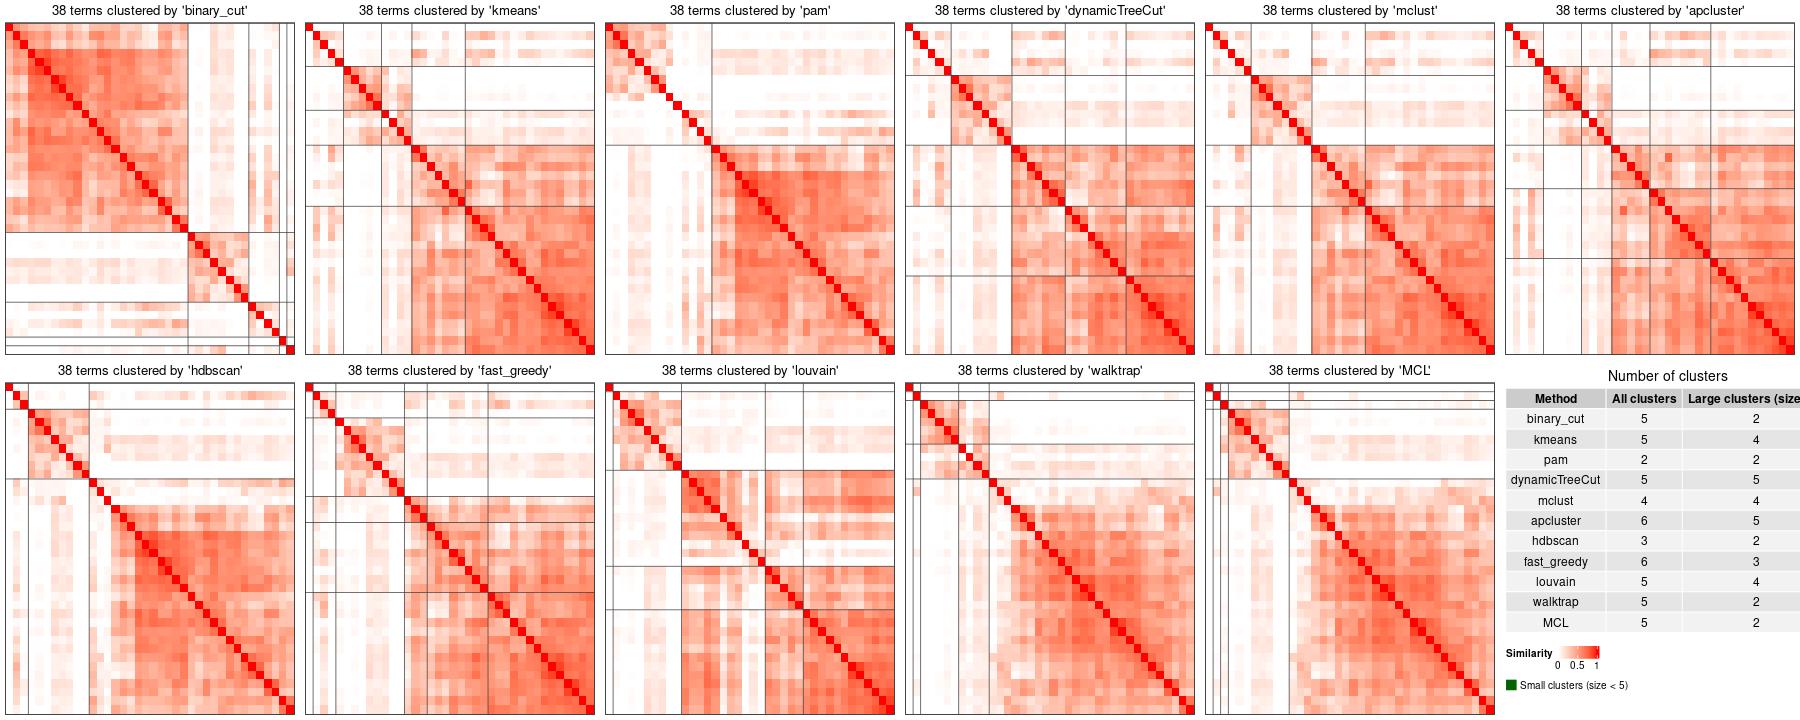 38 terms clustered by 'binary_cut'
38 terms clustered by 'kmeans'
38 terms clustered by 'pam'
38 terms clustered by 'dynamicTreeCut'
38 terms clustered by 'mclust'
38 terms clustered by 'apcluster'
38 terms clustered by 'hdbscan'
38 terms clustered by 'fast_greedy'
38 terms clustered by 'louvain'
38 terms clustered by 'walktrap'
38 terms clustered by 'MCL'
Number of clusters
Method All clusters Large clusters (size
binary_cut 5 2
kmeans 5 4
pam 2 2
dynamicTreeCut 5 5
mclust 4 4
apcluster 6 5
hdbscan 3 2
fast_greedy 6 3
louvain 5 4
walktrap 5 2
MCL 5 2
Similarity
0 0.5 1
Small clusters (size < 5)